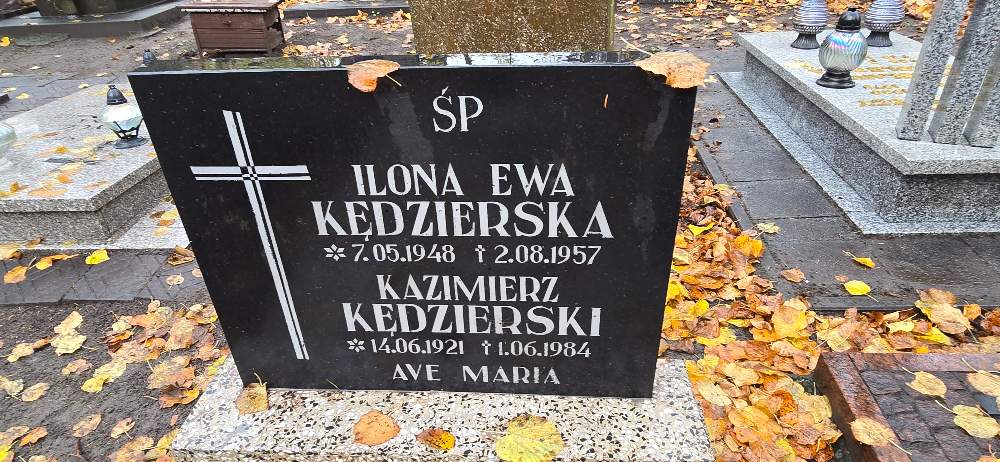 ŚP
ILONA EWA
KĘDZIERSKA
* 7.05.1948 † 2.08.1957
KAZIMIERZ
KĘDZIERSKI
* 14.06.1921 † 1.06.1984
AVE MARIA